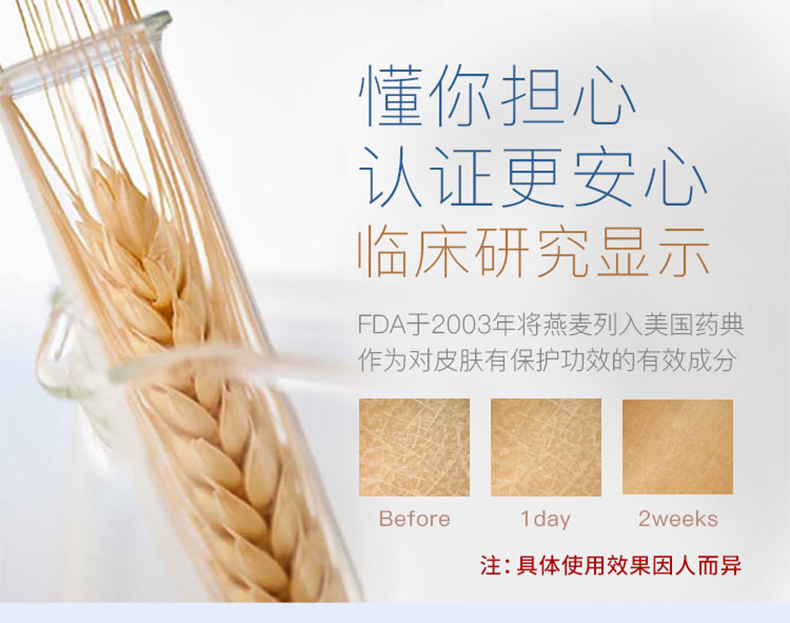 懂你担心
认证更安心
临床研究显示
FDA于2003年将燕麦列入美国药典
作为对皮肤有保护功效的有效成分
Before 1day 2weeks
注：具体使用效果因人而异